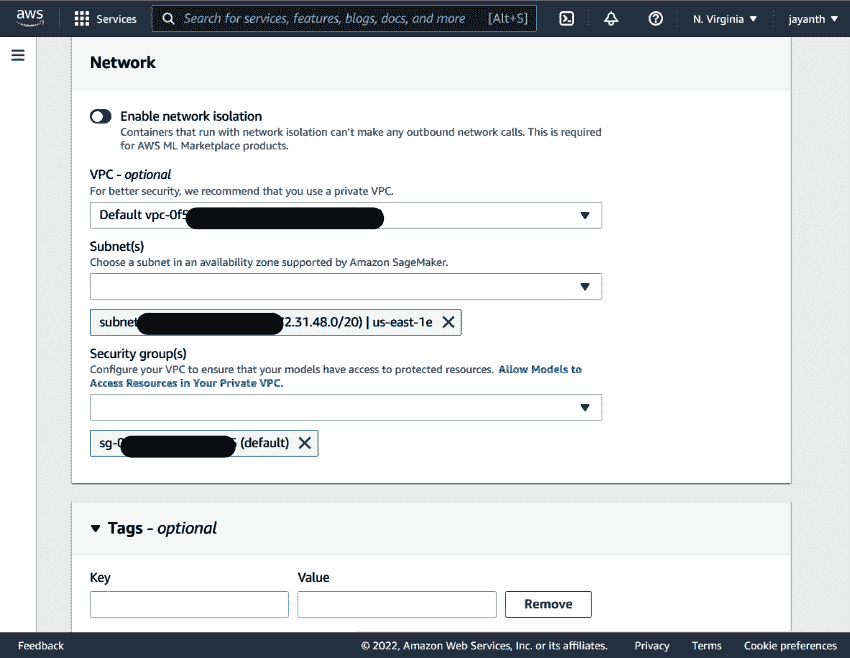 aws
Services
Search for services, features, blogs, docs, and more [Alt+S]
N. Virginia
jayanth
Network
Enable network isolation
Containers that run with network isolation can't make any outbound network calls. This is required
for AWS ML Marketplace products.
VPC - optional
For better security, we recommend that you use a private VPC.
Default vpc-0f5
Subnet(s)
Choose a subnet in an availability zone supported by Amazon SageMaker.
subnet 2.31.48.0/20) | us-east-1e
Security group(s)
Configure your VPC to ensure that your models have access to protected resources. Allow Models to
Access Resources in Your Private VPC.
sg-0 (default)
Tags - optional
Key Value
Remove
Feedback
© 2022, Amazon Web Services, Inc. or its affiliates.
Privacy
Terms
Cookie preferences